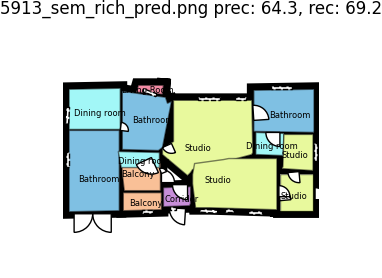 5913_sem_rich_pred.png prec: 64.3, rec: 69.2
Dining room
Dining room
Bathroom
Bathroom
Studio
Dining room
Studio
Dining room
Balcony
Bathroom
Studio
Balcony
Corridor
Studio